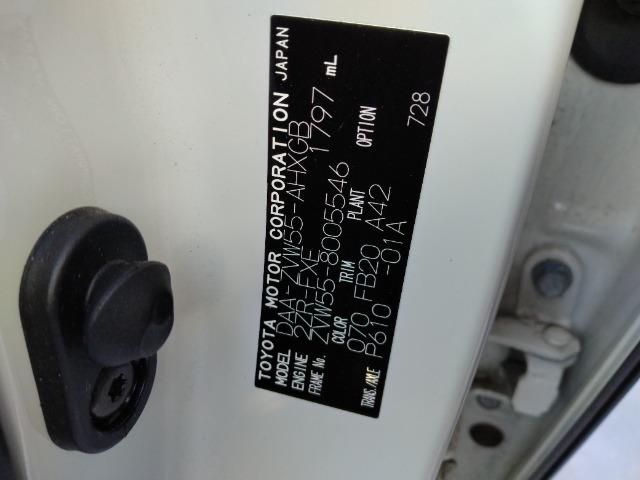 TOYOTA MOTOR CORPORATION JAPAN
MODEL DAA-ZVW55-AHXGB
ENGINE 2ZR-FXE 1797 mL
FRAME No. ZVW55-8005546
COLOR TRIM PLANT OPTION
070 FB20 A42
TRANS./AXLE P610 -01A
728